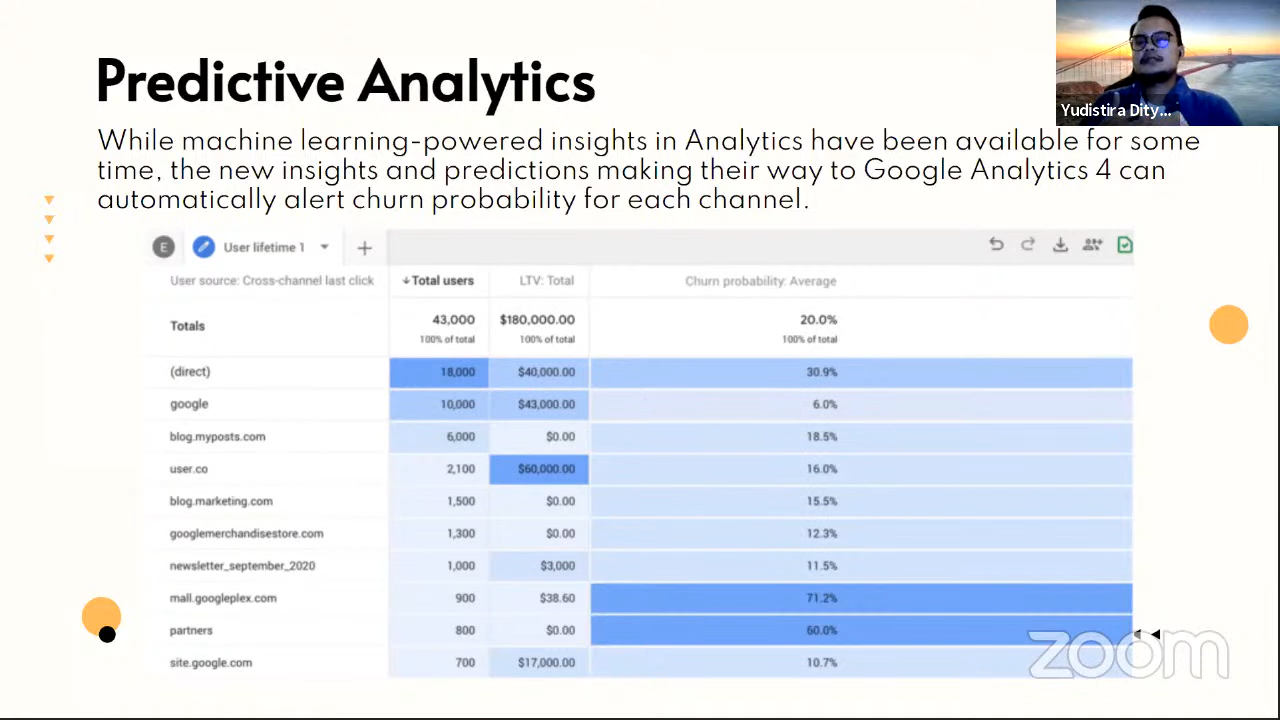 Predictive Analytics
Yudistira Dity...
While machine learning-powered insights in Analytics have been available for some
time, the new insights and predictions making their way to Google Analytics 4 can
automatically alert churn probability for each channel.
E User lifetime 1
User source: Cross-channel last click ↓Total users LTV: Total Churn probability: Average
Totals 43,000 $180,000.00 20.0%
100% of total 100% of total 100% of total
(direct) 18,000 $40,000.00 30.9%
google 10,000 $43,000.00 6.0%
blog.myposts.com 6,000 $0.00 18.5%
user.co 2,100 $60,000.00 16.0%
blog.marketing.com 1,500 $0.00 15.5%
googlemerchandisestore.com 1,300 $0.00 12.3%
newsletter_september_2020 1,000 $3,000 11.5%
mall.googleplex.com 900 $38.60 71.2%
partners 800 $0.00 60.0%
site.google.com 700 $17,000.00 10.7%
zoom